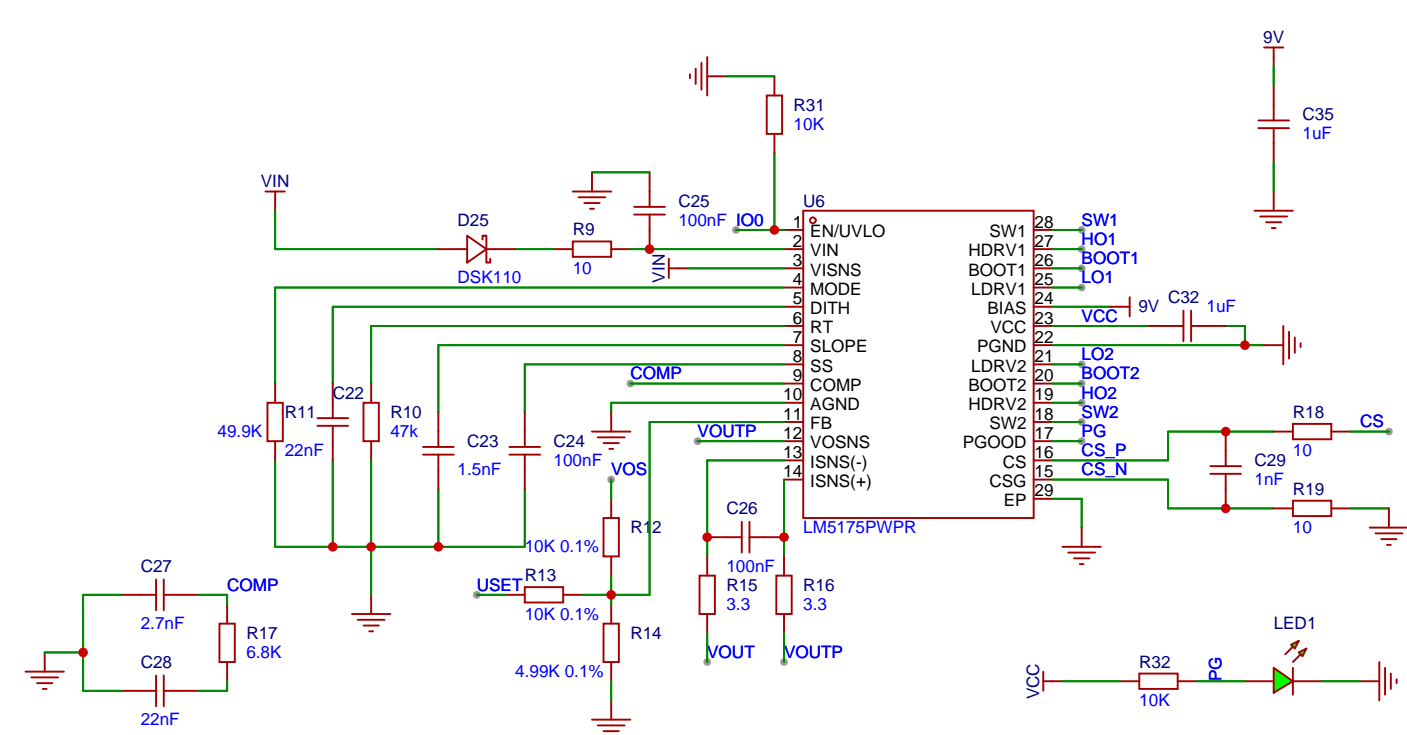 9V
C35
1uF
R31
10K
VIN
C25
100nF
D25
DSK110
R9
10
IO0
VIN
U6
1 EN/UVLO
2 VIN
3 VISNS
4 MODE
5 DITH
6 RT
7 SLOPE
8 SS
9 COMP
10 AGND
11 FB
12 VOSNS
13 ISNS(-)
14 ISNS(+)
SW1 28 SW1
HDRV1 27 HO1
BOOT1 26 BOOT1
LDRV1 25 LO1
BIAS 24 9V
VCC 23 VCC
PGND 22
LDRV2 21 LO2
BOOT2 20 BOOT2
HDRV2 19 HO2
SW2 18 SW2
PGOOD 17 PG
CS 16 CS_P
CSG 15 CS_N
EP 29
LM5175PWPR
C32
1uF
R18
10
CS
C29
1nF
R19
10
COMP
R11
49.9K
C22
22nF
R10
47k
C23
1.5nF
C24
100nF
VOUTP
VOS
R12
10K 0.1%
USET
R13
10K 0.1%
R14
4.99K 0.1%
C26
100nF
R15
3.3
R16
3.3
VOUT
VOUTP
C27
2.7nF
COMP
R17
6.8K
C28
22nF
LED1
VCC
R32
10K
PG